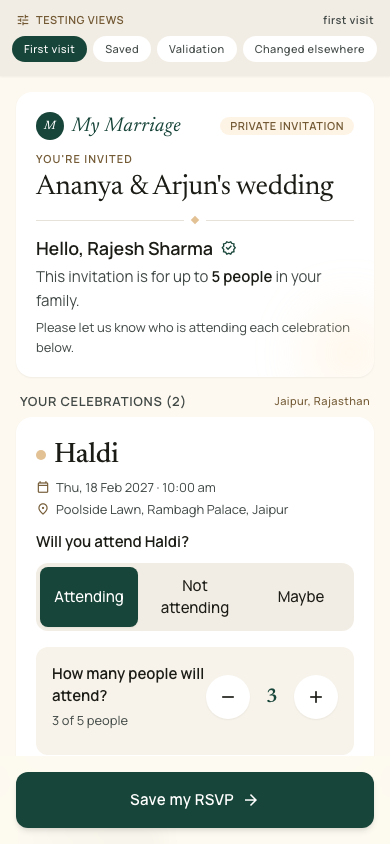 TESTING VIEWS
first visit
First visit
Saved
Validation
Changed elsewhere
M
My Marriage
PRIVATE INVITATION
YOU'RE INVITED
Ananya & Arjun's wedding
Hello, Rajesh Sharma
This invitation is for up to 5 people in your
family.
Please let us know who is attending each celebration
below.
YOUR CELEBRATIONS (2)
Jaipur, Rajasthan
Haldi
Thu, 18 Feb 2027 · 10:00 am
Poolside Lawn, Rambagh Palace, Jaipur
Will you attend Haldi?
Attending
Not
attending
Maybe
How many people will
attend?
3 of 5 people
−
3
+
Save my RSVP →